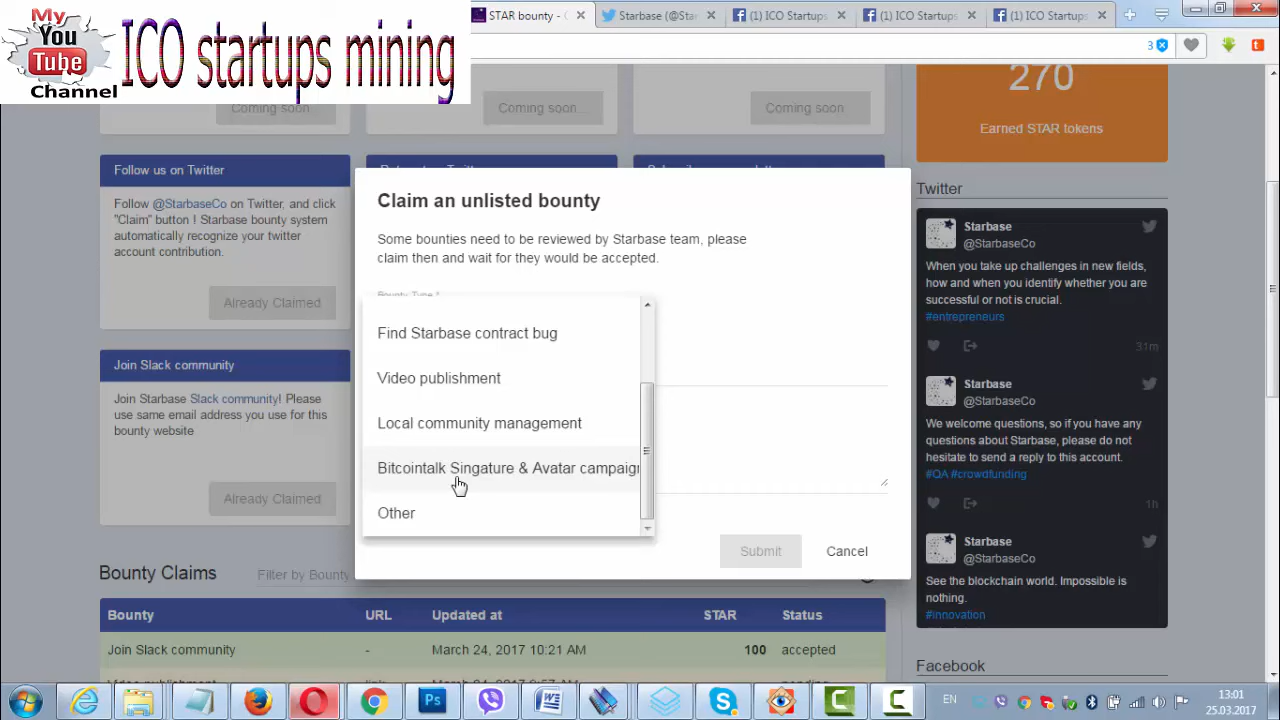 My
You
Tube
Channel
ICO startups mining
STAR bounty -
Starbase (@Sta
(1) ICO Startups
(1) ICO Startups
(1) ICO Startups
3
Coming soon...
Coming soon...
Coming soon...
270
Earned STAR tokens
Follow us on Twitter
Follow @StarbaseCo on Twitter, and click
"Claim" button ! Starbase bounty system
automatically recognize your twitter
account contribution.
Already Claimed
Join Slack community
Join Starbase Slack community! Please
use same email address you use for this
bounty website
Already Claimed
Claim an unlisted bounty
Some bounties need to be reviewed by Starbase team, please
claim then and wait for they would be accepted.
Bounty Type *
Find Starbase contract bug
Video publishment
Local community management
Bitcointalk Singature & Avatar campaign
Other
Submit
Cancel
Twitter
Starbase
@StarbaseCo
When you take up challenges in new fields,
how and when you identify whether you are
successful or not is crucial.
#entrepreneurs
31m
Starbase
@StarbaseCo
We welcome questions, so if you have any
questions about Starbase, please do not
hesitate to send a reply to this account.
#QA #crowdfunding
1h
Starbase
@StarbaseCo
See the blockchain world. Impossible is
nothing.
#innovation
Facebook
Bounty Claims
Filter by Bounty
Bounty URL Updated at STAR Status
Join Slack community - March 24, 2017 10:21 AM 100 accepted
EN
13:01
25.03.2017